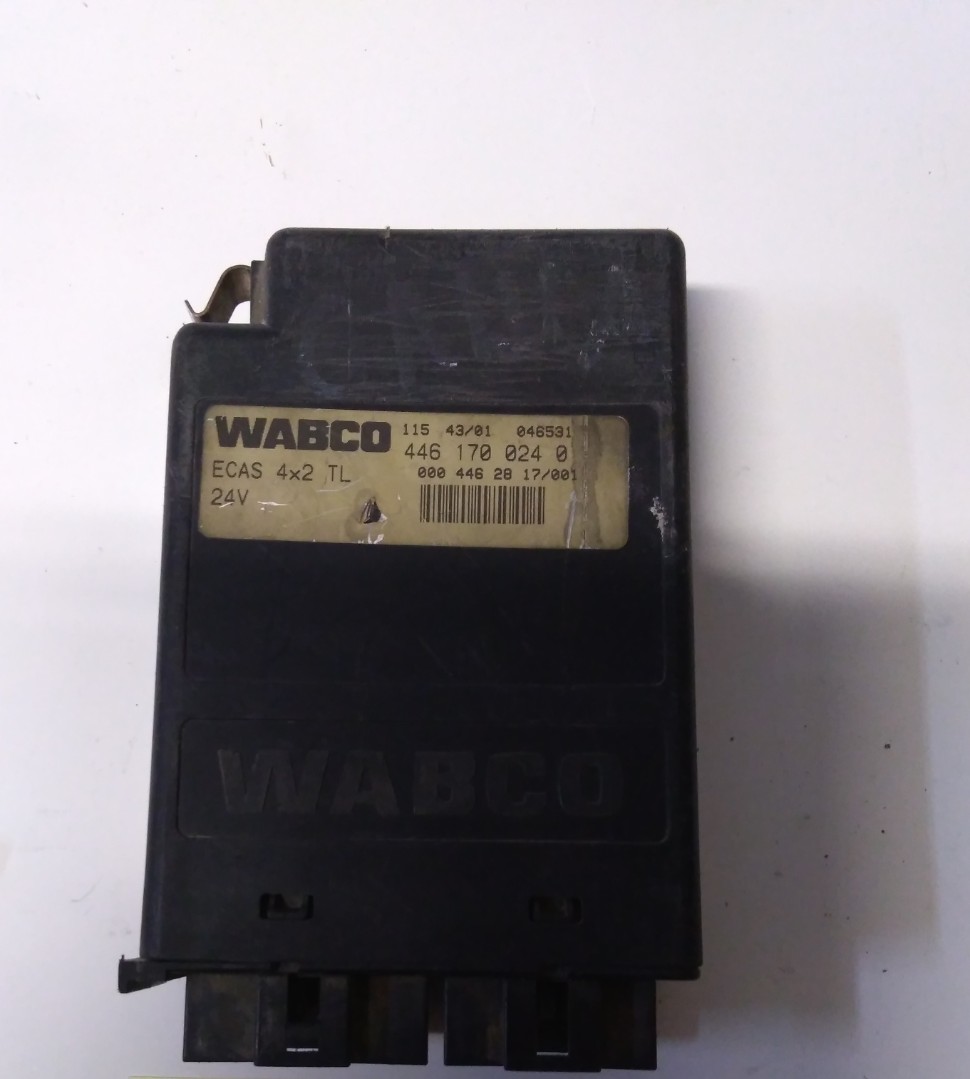 WABCO
115 43/01 046531
446 170 024 0
ECAS 4x2 TL
000 446 28 17/001
24V
WABCO